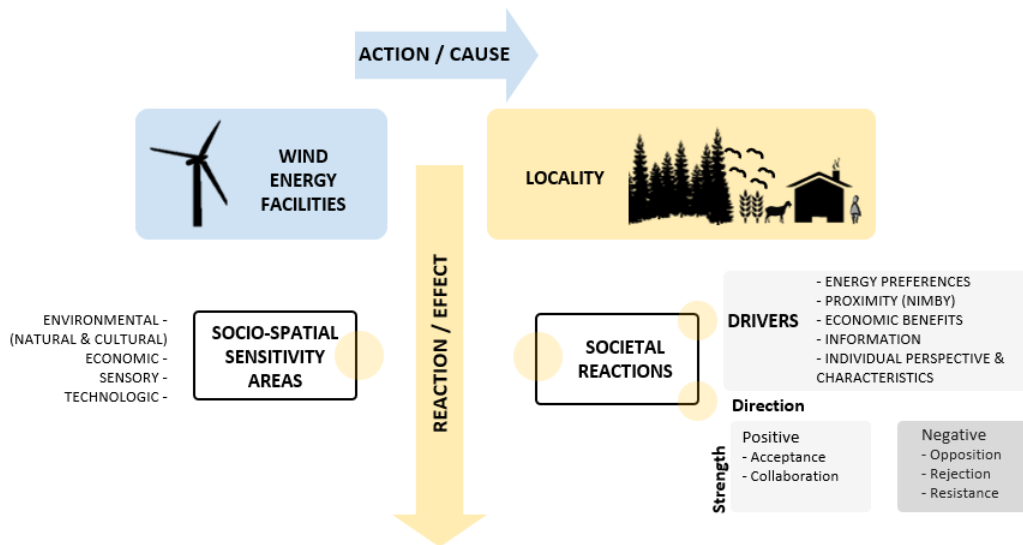 ACTION / CAUSE
WIND
ENERGY
FACILITIES
LOCALITY
REACTION / EFFECT
ENVIRONMENTAL -
(NATURAL & CULTURAL)
ECONOMIC -
SENSORY -
TECHNOLOGIC -
SOCIO-SPATIAL
SENSITIVITY
AREAS
SOCIETAL
REACTIONS
DRIVERS
- ENERGY PREFERENCES
- PROXIMITY (NIMBY)
- ECONOMIC BENEFITS
- INFORMATION
- INDIVIDUAL PERSPECTIVE &
CHARACTERISTICS
Direction
Strength
Positive
- Acceptance
- Collaboration
Negative
- Opposition
- Rejection
- Resistance